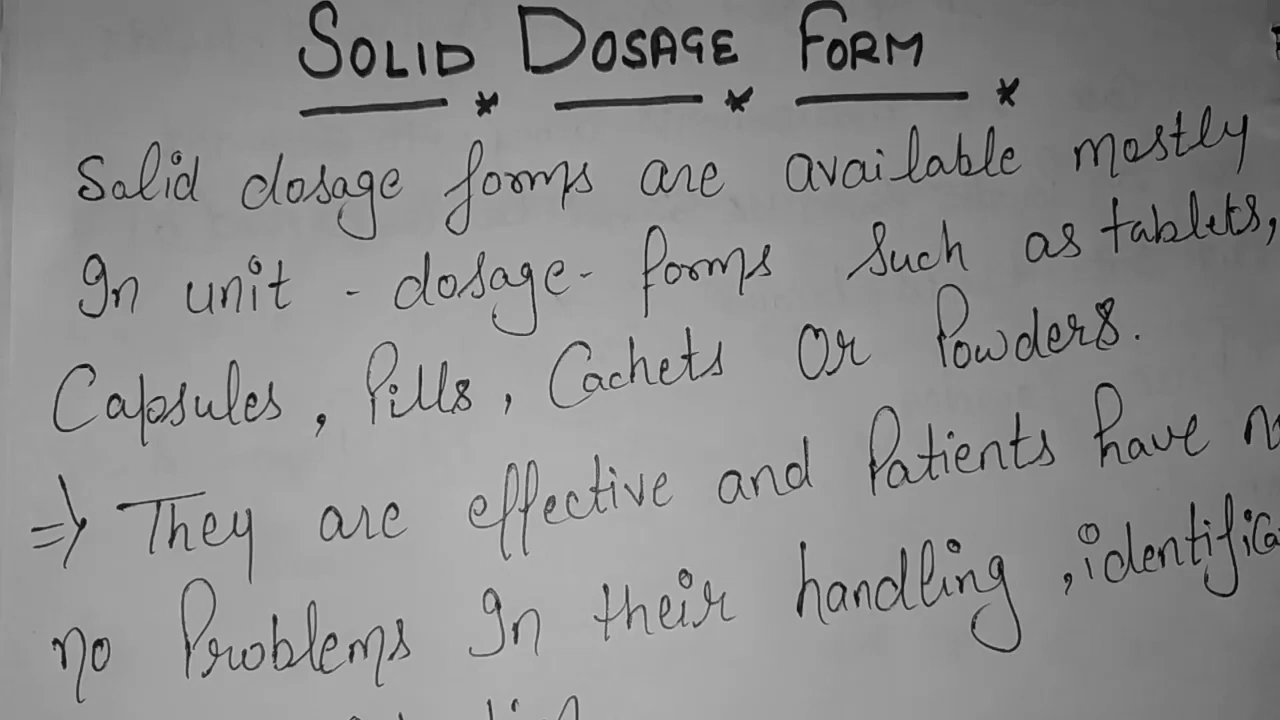 SOLID DOSAGE FORM
Solid dosage forms are available mostly
In unit - dosage - forms such as tablets,
Capsules, Pills, Cachets or Powders.
⇒ They are effective and Patients have
no Problems In their handling, identifica